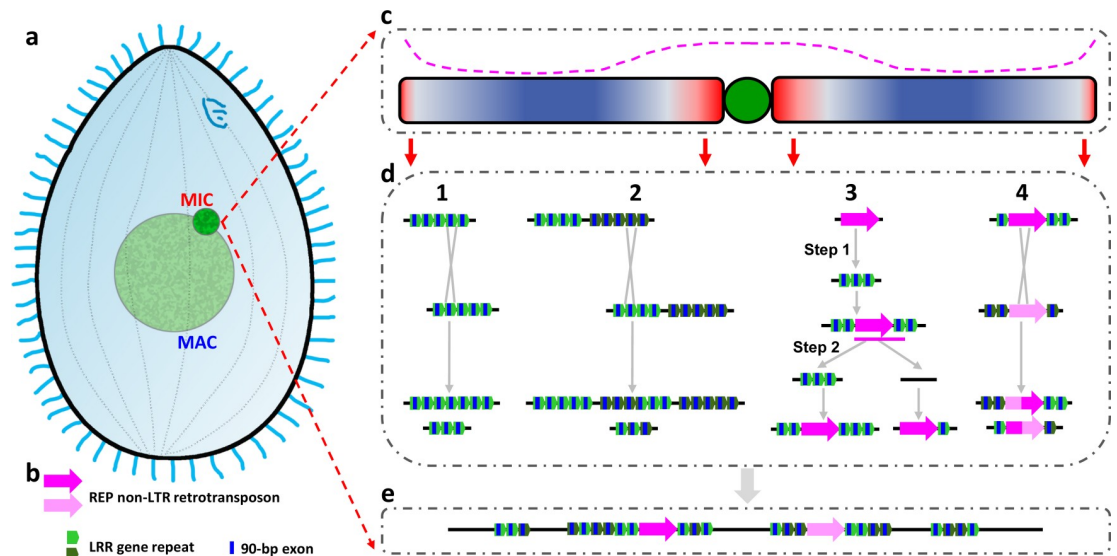 a
MIC
MAC
b
REP non-LTR retrotransposon
LRR gene repeat
90-bp exon
c
d
1
2
3
4
Step 1
Step 2
e